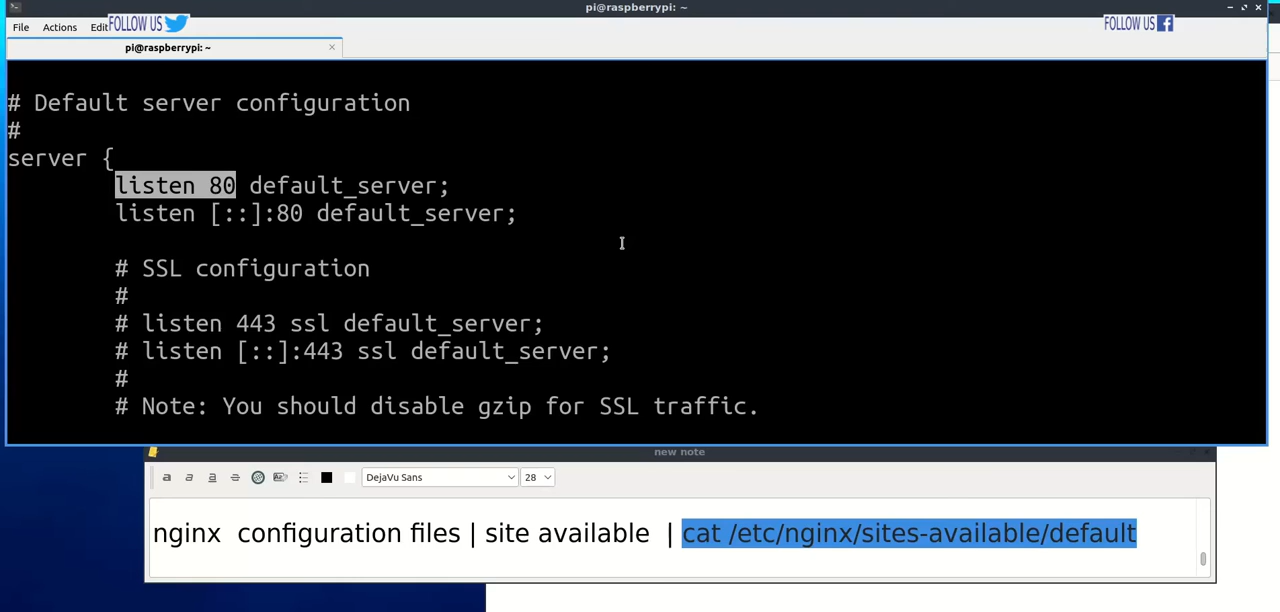 pi@raspberrypi: ~
File Actions Edit
FOLLOW US
FOLLOW US
pi@raspberrypi: ~
# Default server configuration
#
server {
listen 80 default_server;
listen [::]:80 default_server;
# SSL configuration
#
# listen 443 ssl default_server;
# listen [::]:443 ssl default_server;
#
# Note: You should disable gzip for SSL traffic.
new note
DejaVu Sans 28
nginx configuration files | site available | cat /etc/nginx/sites-available/default